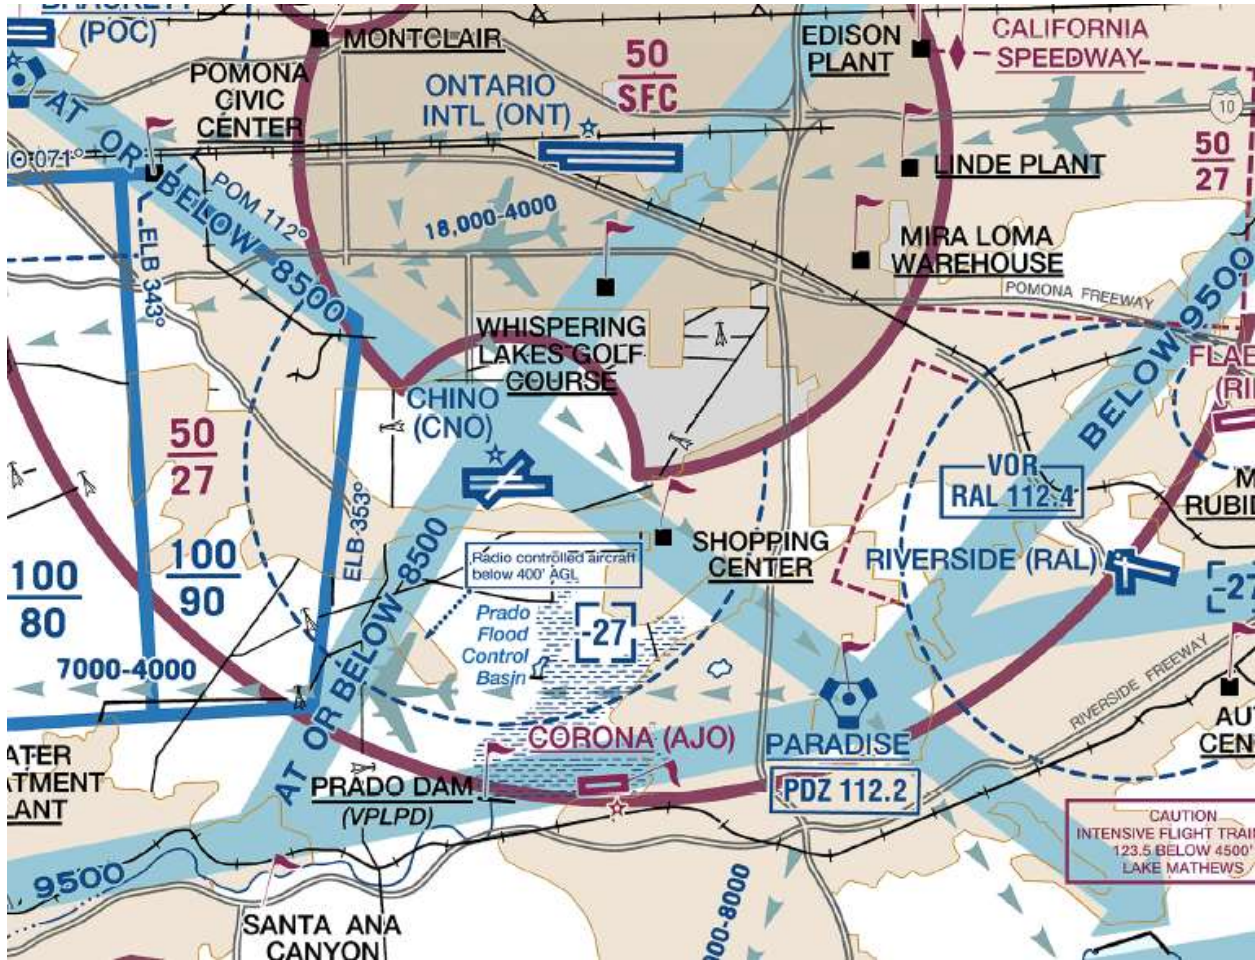 BRACKETT
(POC)
MONTCLAIR
50
SFC
EDISON
PLANT
CALIFORNIA
SPEEDWAY
POMONA
CIVIC
CENTER
ONTARIO
INTL (ONT)
10
AT OR BELOW 8500
071°
POM 112°
LINDE PLANT
50
27
ELB 343°
18,000-4000
MIRA LOMA
WAREHOUSE
POMONA FREEWAY
BELOW 9500
WHISPERING
LAKES GOLF
COURSE
CHINO
(CNO)
50
27
VOR
RAL 112.4
ELB 353°
Radio controlled aircraft
below 400' AGL
SHOPPING
CENTER
RIVERSIDE (RAL)
100
80
100
90
AT OR BELOW 8500
Prado
Flood
Control
Basin
-27
7000-4000
RIVERSIDE FREEWAY
CORONA (AJO)
PARADISE
PDZ 112.2
PRADO DAM
(VPLPD)
CAUTION
123.5 BELOW 4500'
LAKE MATHEWS
9500
SANTA ANA
CANYON
00-8000